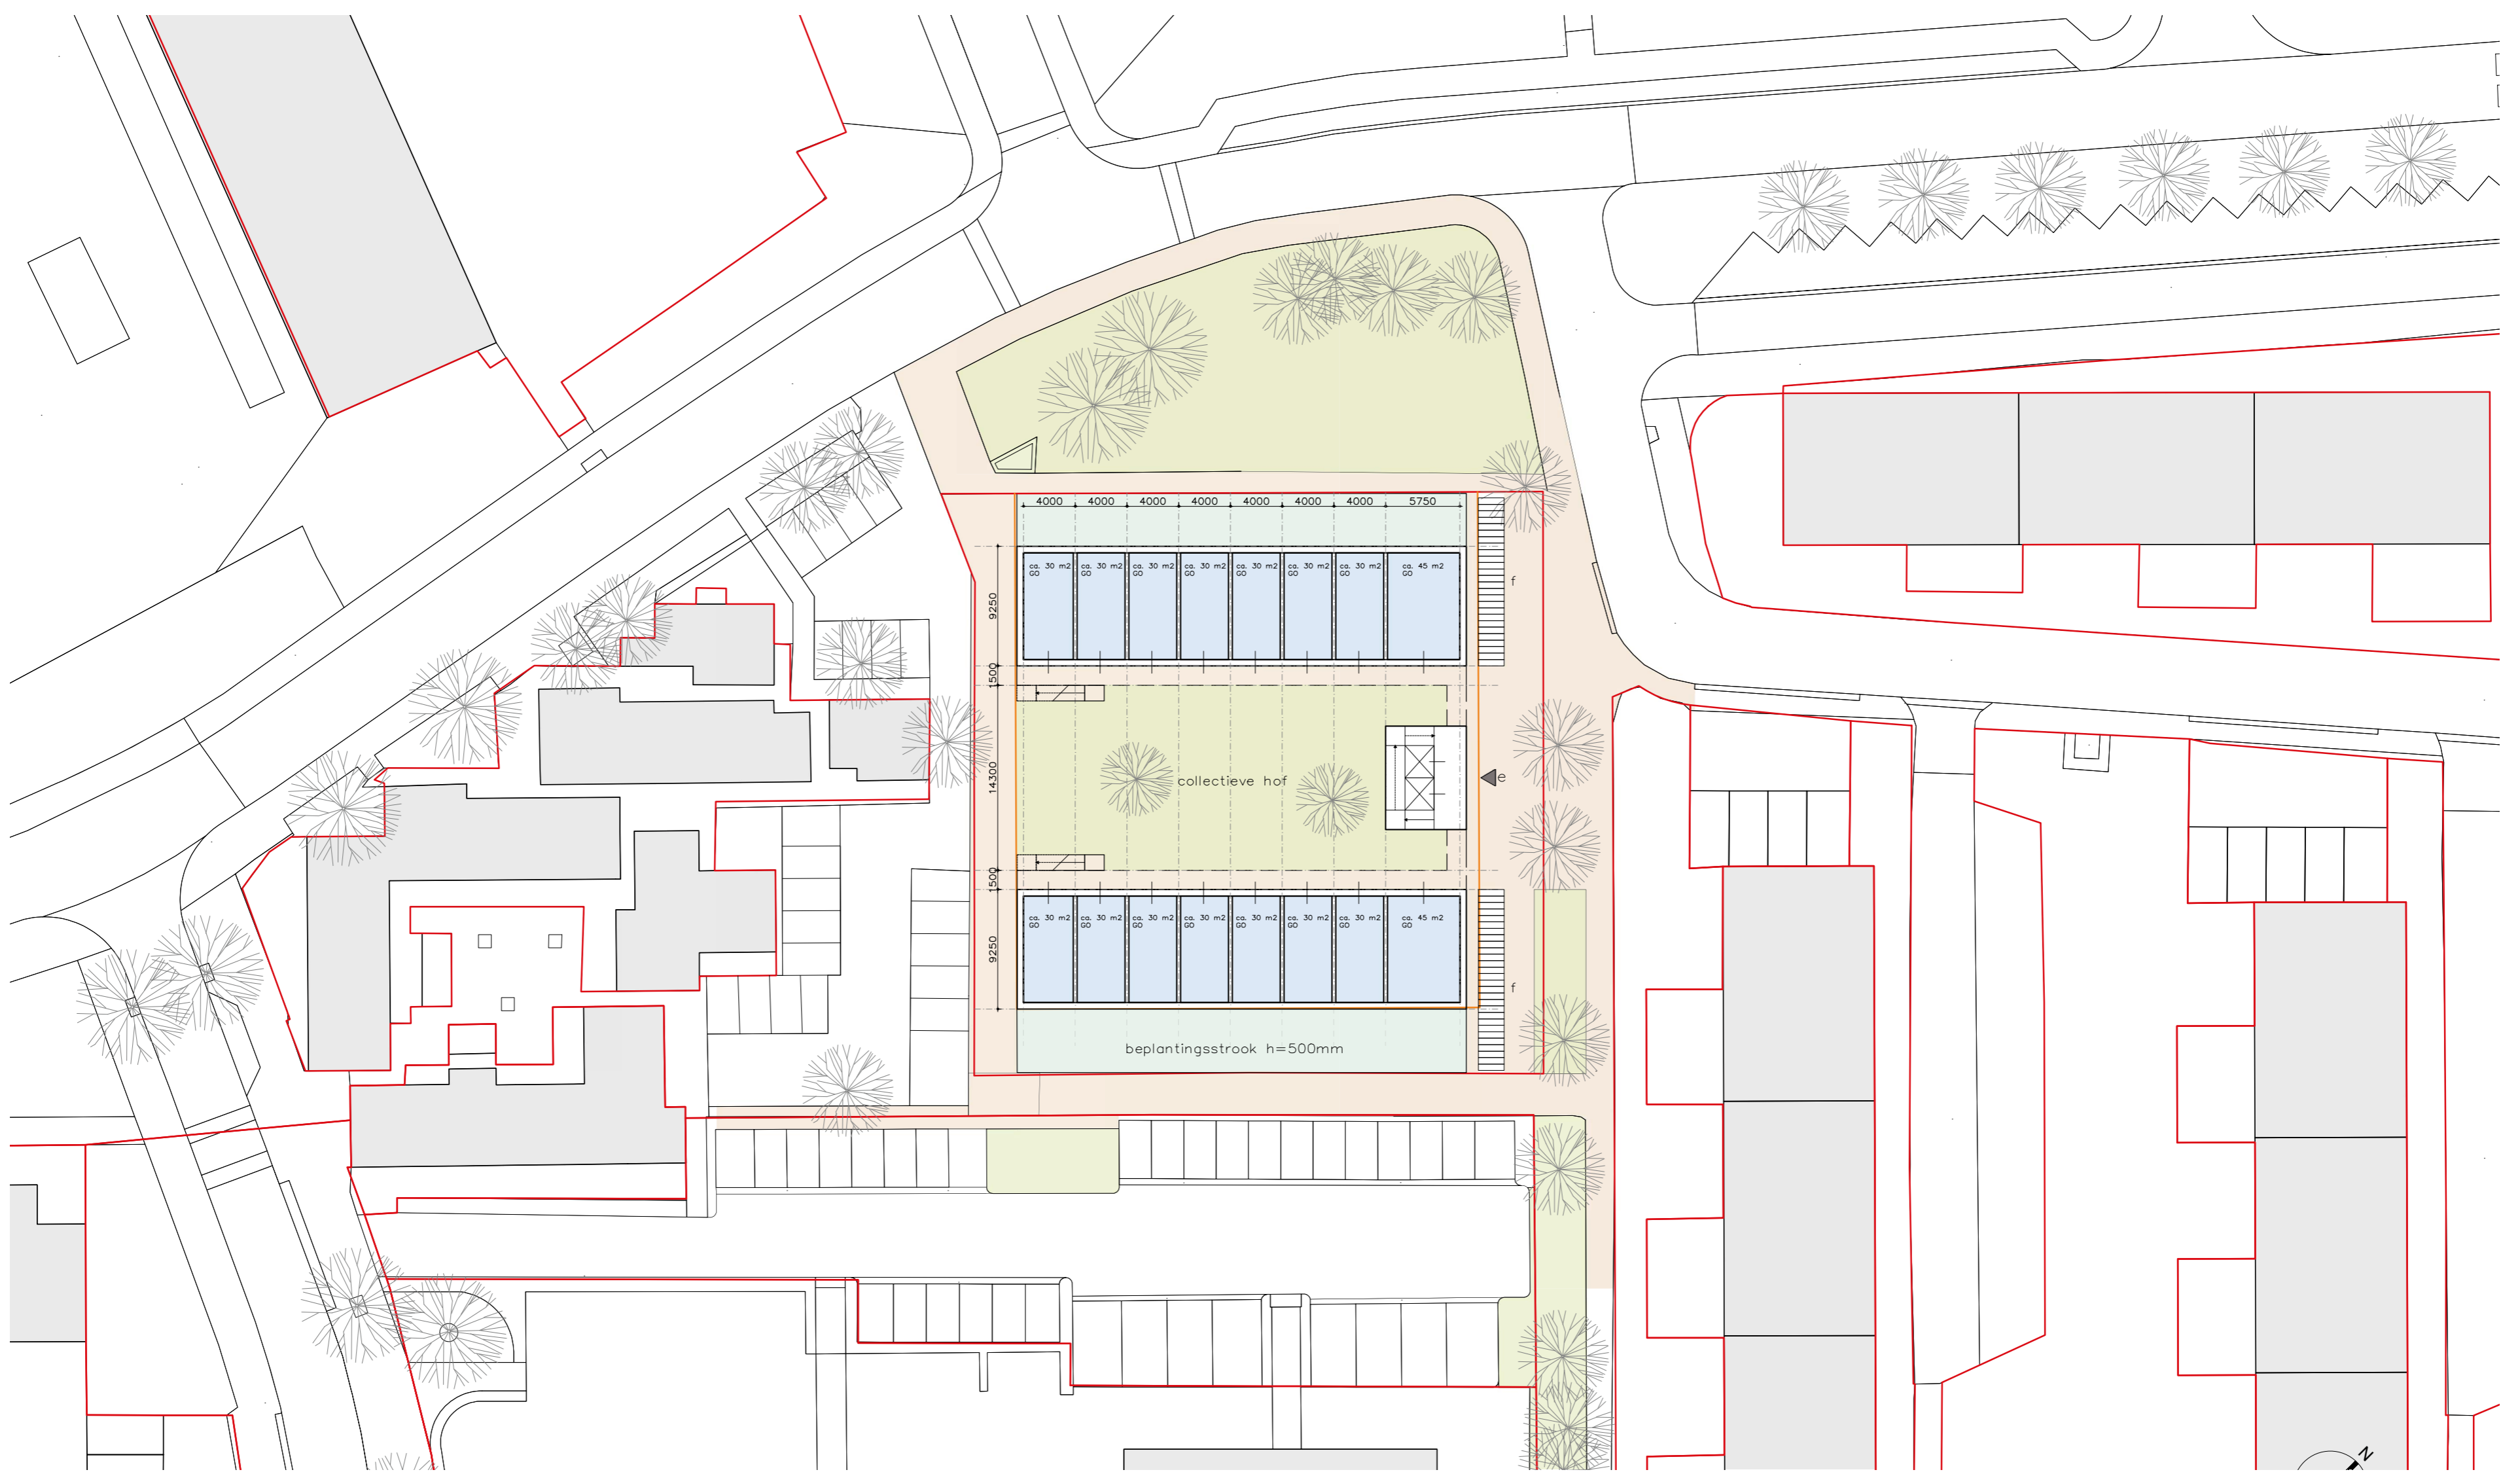 4000 4000 4000 4000 4000 4000 4000 5750
ca. 30 m2 ca. 30 m2 ca. 30 m2 ca. 30 m2 ca. 30 m2 ca. 30 m2 ca. 30 m2 ca. 45 m2
GO GO GO GO GO GO GO GO
f
9250
1500
collectieve hof
e
14300
1500
ca. 30 m2 ca. 30 m2 ca. 30 m2 ca. 30 m2 ca. 30 m2 ca. 30 m2 ca. 30 m2 ca. 45 m2
GO GO GO GO GO GO GO GO
9250
f
beplantingsstrook h=500mm
N